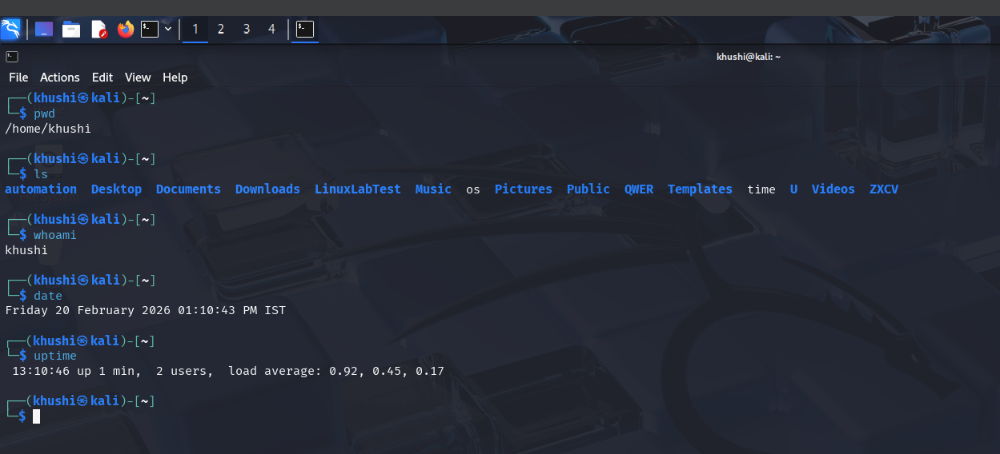 1 2 3 4
khushi@kali: ~
File Actions Edit View Help
┌──(khushi㉿kali)-[~]
└─$ pwd
/home/khushi
┌──(khushi㉿kali)-[~]
└─$ ls
automation Desktop Documents Downloads LinuxLabTest Music os Pictures Public QWER Templates time U Videos ZXCV
┌──(khushi㉿kali)-[~]
└─$ whoami
khushi
┌──(khushi㉿kali)-[~]
└─$ date
Friday 20 February 2026 01:10:43 PM IST
┌──(khushi㉿kali)-[~]
└─$ uptime
13:10:46 up 1 min, 2 users, load average: 0.92, 0.45, 0.17
┌──(khushi㉿kali)-[~]
└─$